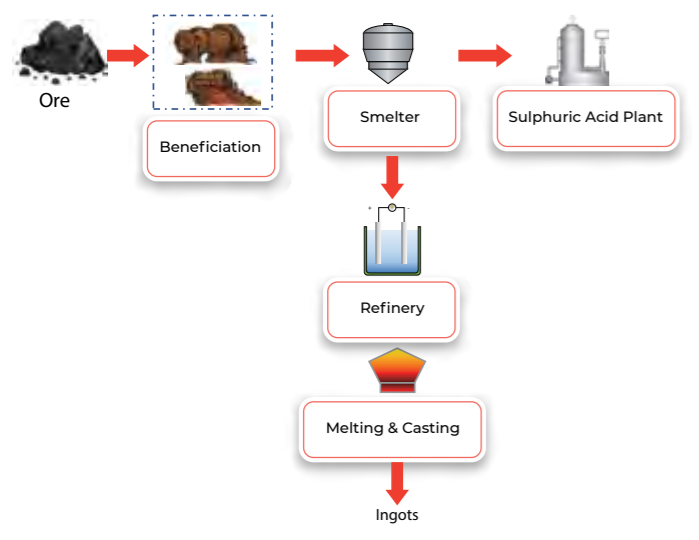 Ore
Beneficiation
Smelter
Sulphuric Acid Plant
+ -
Refinery
Melting & Casting
Ingots